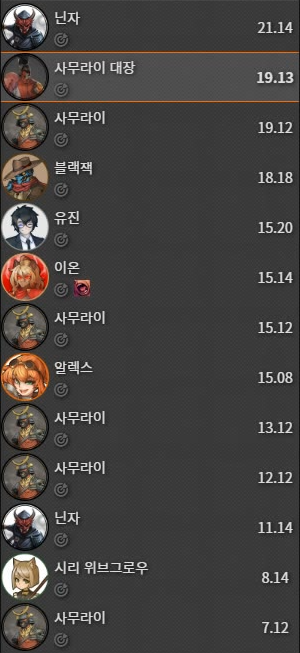 닌자
21.14
사무라이 대장
19.13
사무라이
19.12
블랙잭
18.18
유진
15.20
이온
15.14
사무라이
15.12
알렉스
15.08
사무라이
13.12
사무라이
12.12
닌자
11.14
시리 위브그로우
8.14
사무라이
7.12